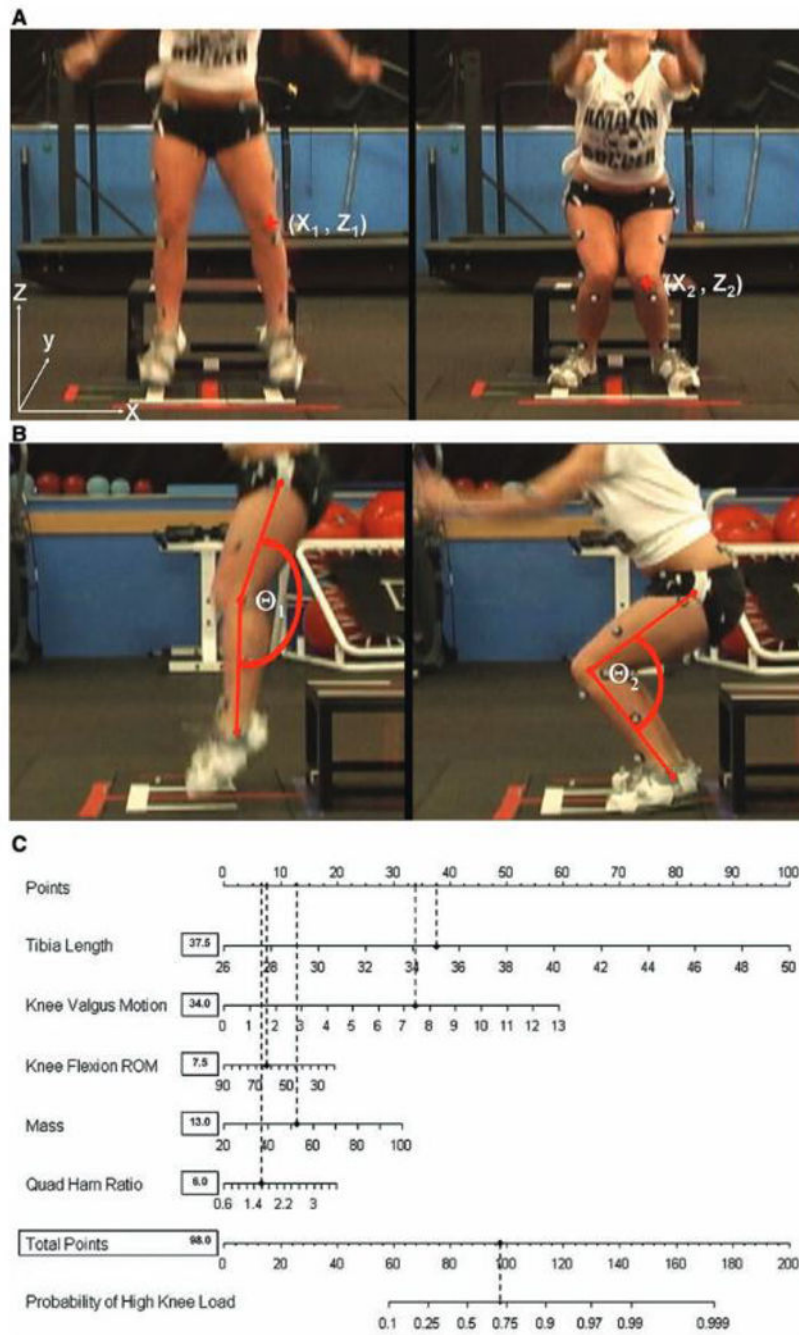 A
AMAZIN
SOCCER
SOCCER
(X₁ , Z₁)
(X₂ , Z₂)
Z
y
X
B
Θ₁
Θ₂
C
0 10 20 30 40 50 60 70 80 90 100
Points
Tibia Length 37.5
26 28 30 32 34 36 38 40 42 44 46 48 50
Knee Valgus Motion 34.0
0 1 2 3 4 5 6 7 8 9 10 11 12 13
Knee Flexion ROM 7.5
90 70 50 30
Mass 13.0
20 40 60 80 100
Quad Ham Ratio 6.0
0.6 1.4 2.2 3
Total Points 98.0
0 20 40 60 80 100 120 140 160 180 200
Probability of High Knee Load
0.1 0.25 0.5 0.75 0.9 0.97 0.99 0.999